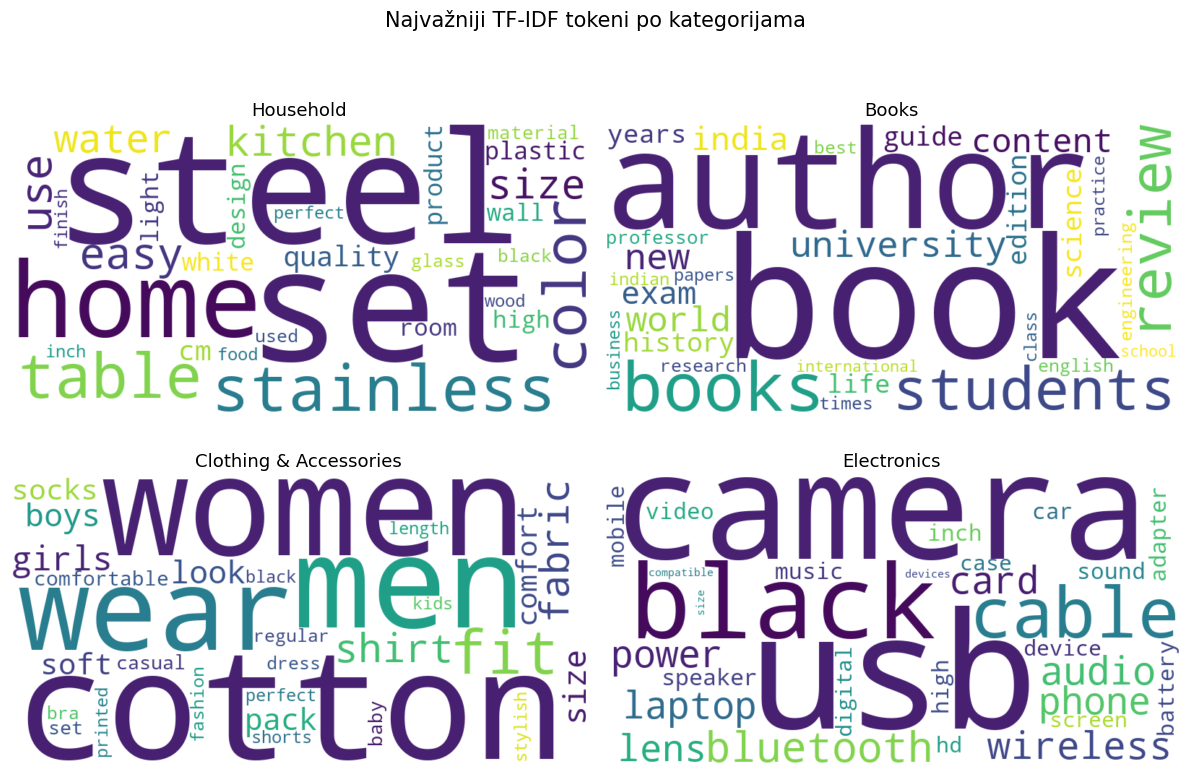 Najvažniji TF-IDF tokeni po kategorijama
Household
water
kitchen
material
plastic
steel
product
use
finish
light
design
perfect
size
wall
easy
white
quality
glass
black
color
home
set
wood
used
room
high
inch
cm
food
table
stainless
Books
years
india
best
guide
content
author
review
edition
science
practice
professor
new
university
indian
papers
exam
book
engineering
world
history
business
class
school
research
international
english
books
life
times
students
Clothing & Accessories
socks
boys
women
length
comfort
fabric
girls
comfortable
look
black
men
kids
wear
regular
shirt
fit
soft
casual
dress
size
cotton
fashion
perfect
bra
set
printed
pack
shorts
baby
stylish
Electronics
camera
mobile
video
car
inch
adapter
compatible
music
devices
case
sound
size
black
card
cable
power
usb
device
speaker
digital
high
audio
battery
laptop
phone
screen
lens
bluetooth
hd
wireless